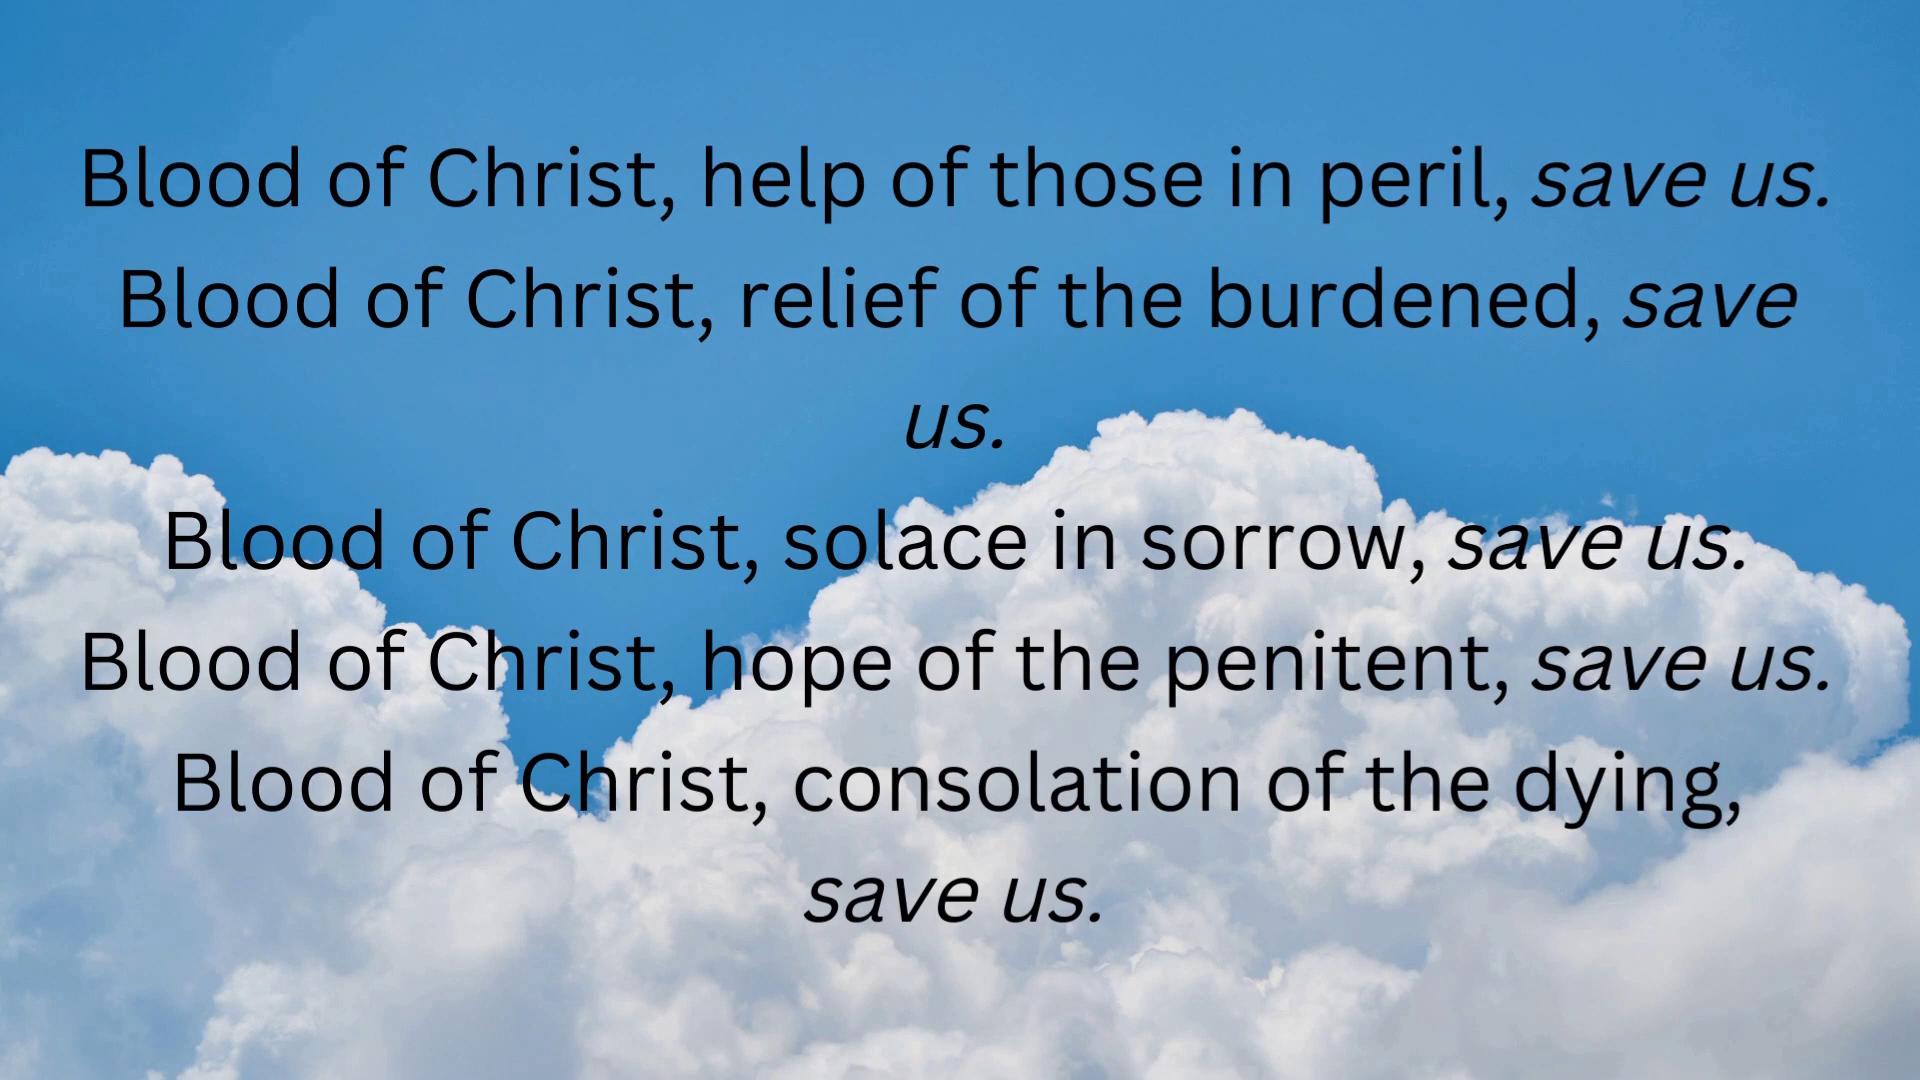 Blood of Christ, help of those in peril, save us.
Blood of Christ, relief of the burdened, save
us.
Blood of Christ, solace in sorrow, save us.
Blood of Christ, hope of the penitent, save us.
Blood of Christ, consolation of the dying,
save us.